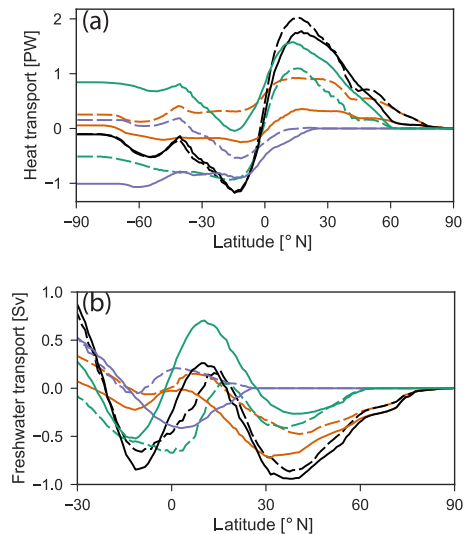 (a)
Heat transport [PW]
2
1
0
−1
−90 −60 −30 0 30 60 90
Latitude [° N]
(b)
Freshwater transport [Sv]
1.0
0.5
0.0
−0.5
−1.0
−30 0 30 60 90
Latitude [° N]